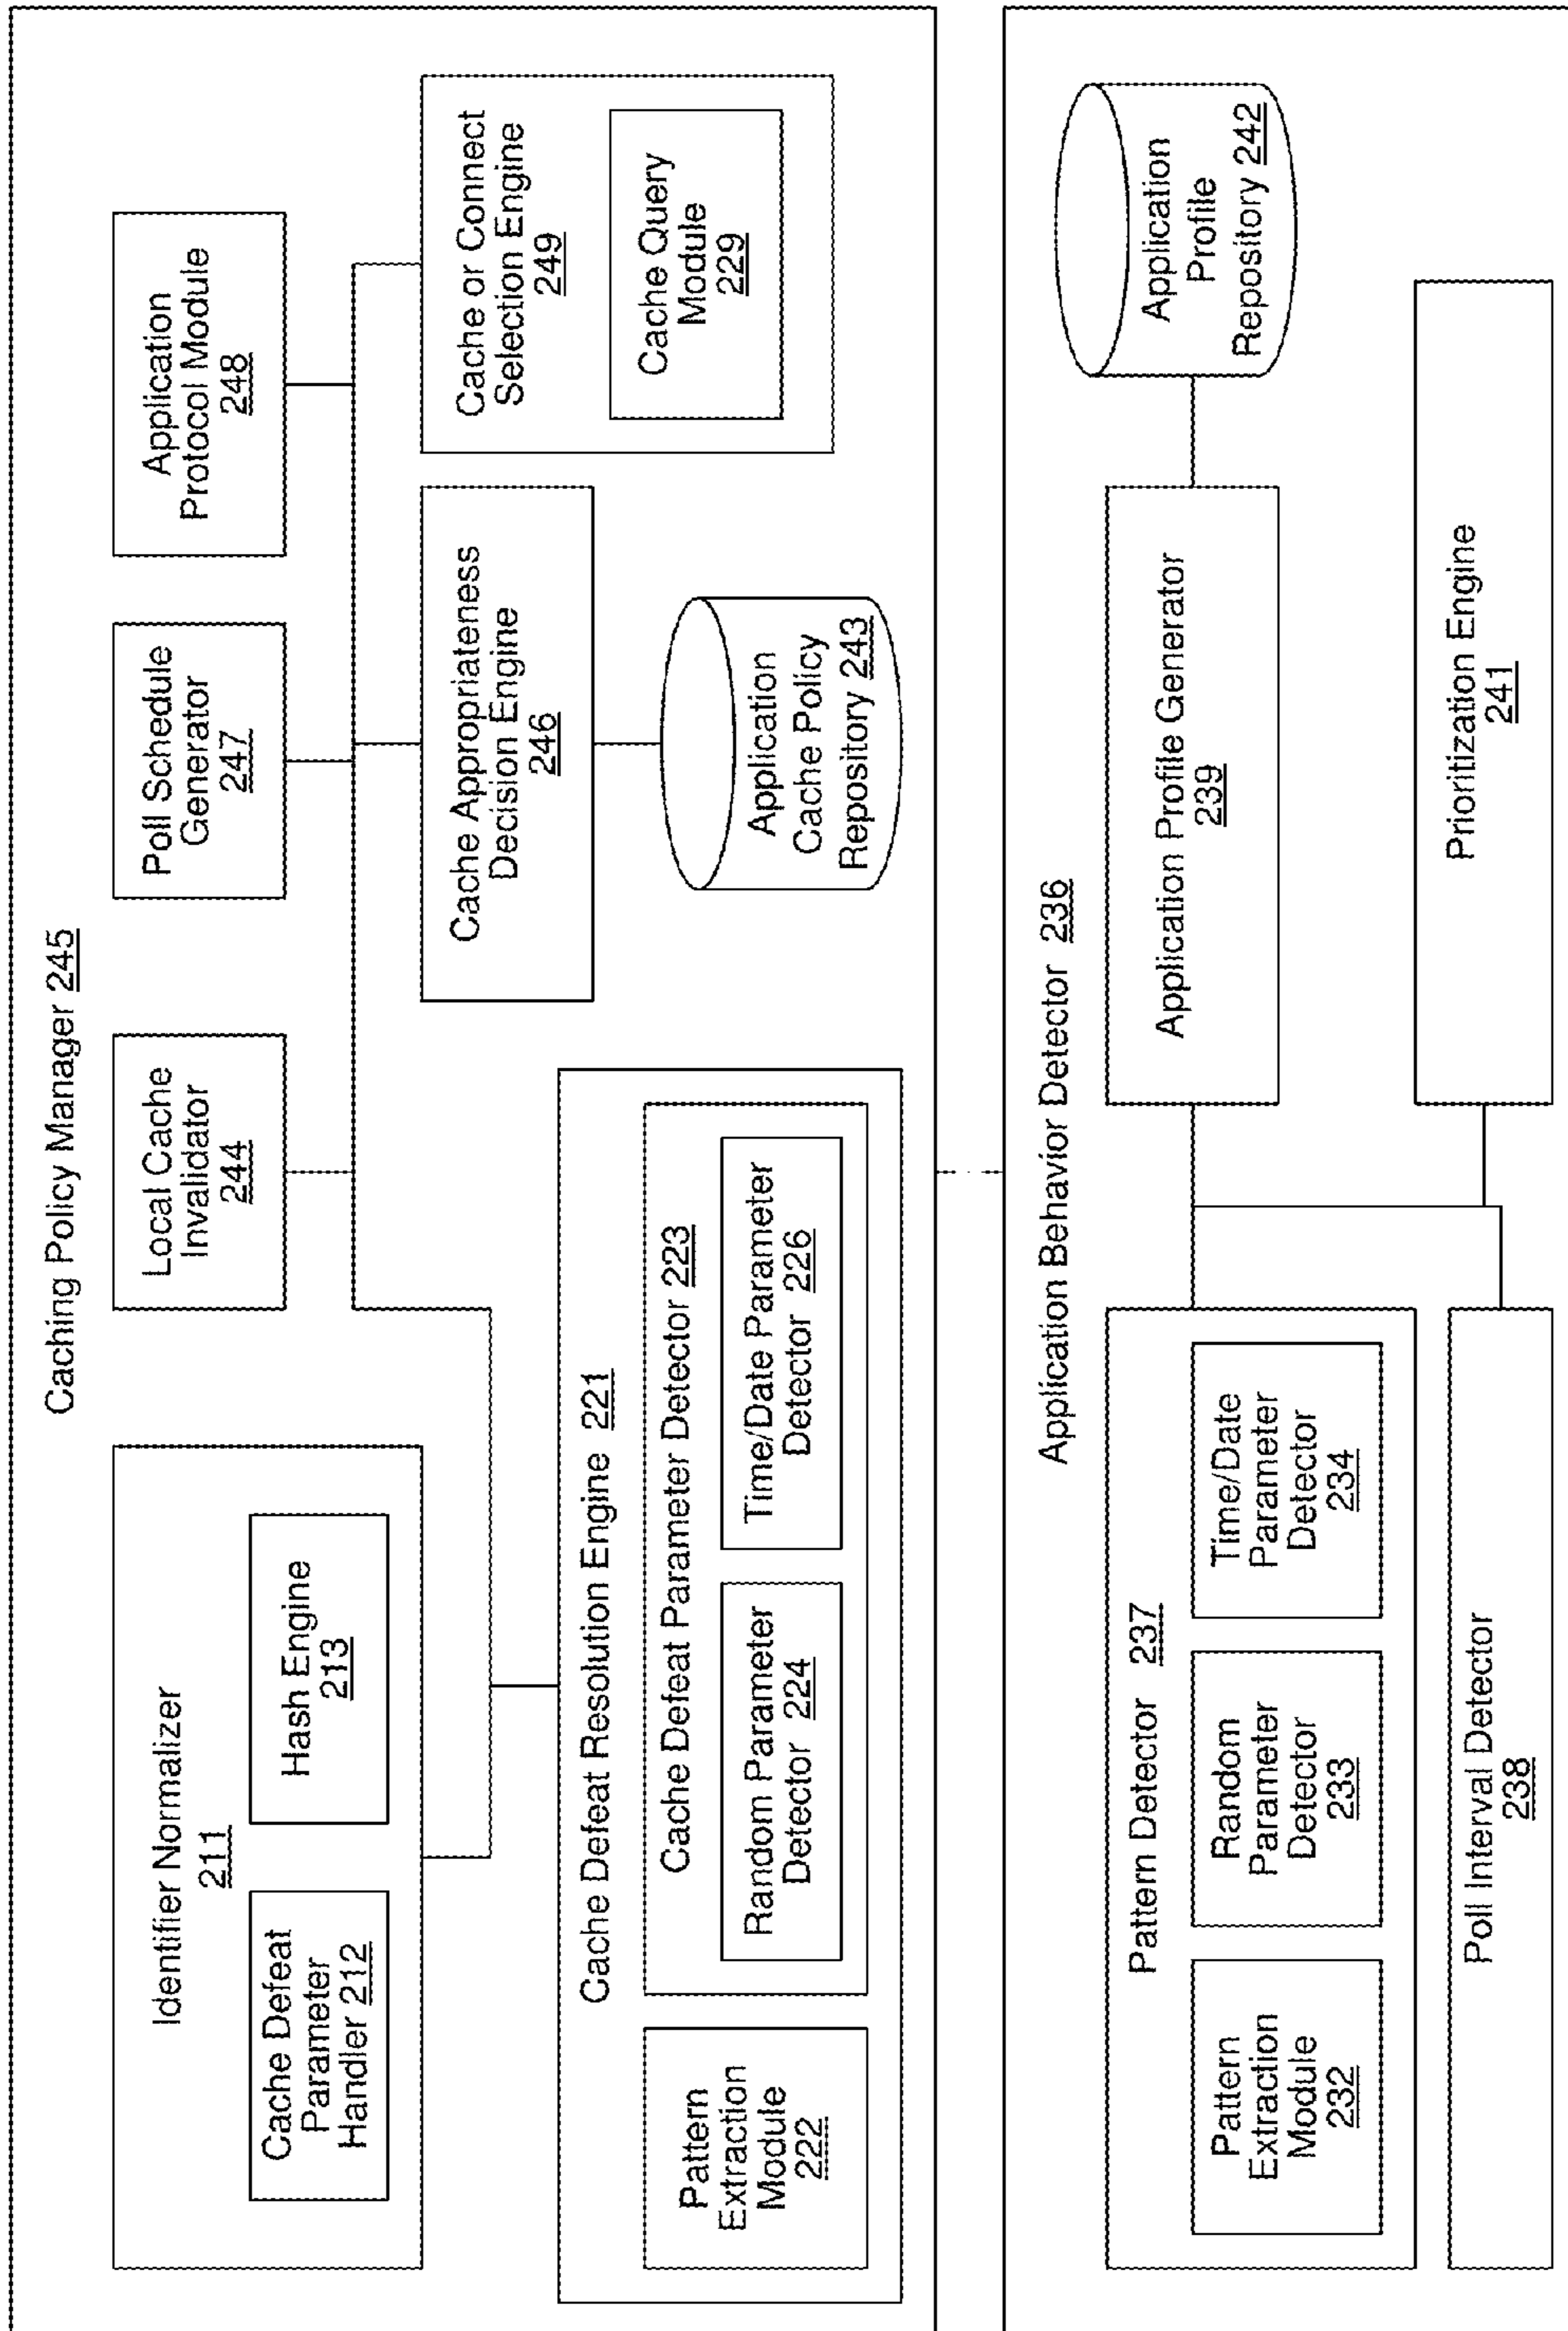 Caching Policy Manager 245
Identifier Normalizer
211
Cache Defeat
Parameter
Handler 212
Hash Engine
213
Local Cache
Invalidator
244
Poll Schedule
Generator
247
Application
Protocol Module
248
Cache Defeat Resolution Engine 221
Pattern
Extraction
Module
222
Cache Defeat Parameter Detector 223
Random Parameter
Detector 224
Time/Date Parameter
Detector 226
Cache Appropriateness
Decision Engine
246
Application
Cache Policy
Repository 243
Cache or Connect
Selection Engine
249
Cache Query
Module
229
Application Behavior Detector 236
Pattern Detector 237
Pattern
Extraction
Module
232
Random
Parameter
Detector
233
Time/Date
Parameter
Detector
234
Poll Interval Detector
238
Application Profile Generator
239
Application
Profile
Repository 242
Prioritization Engine
241